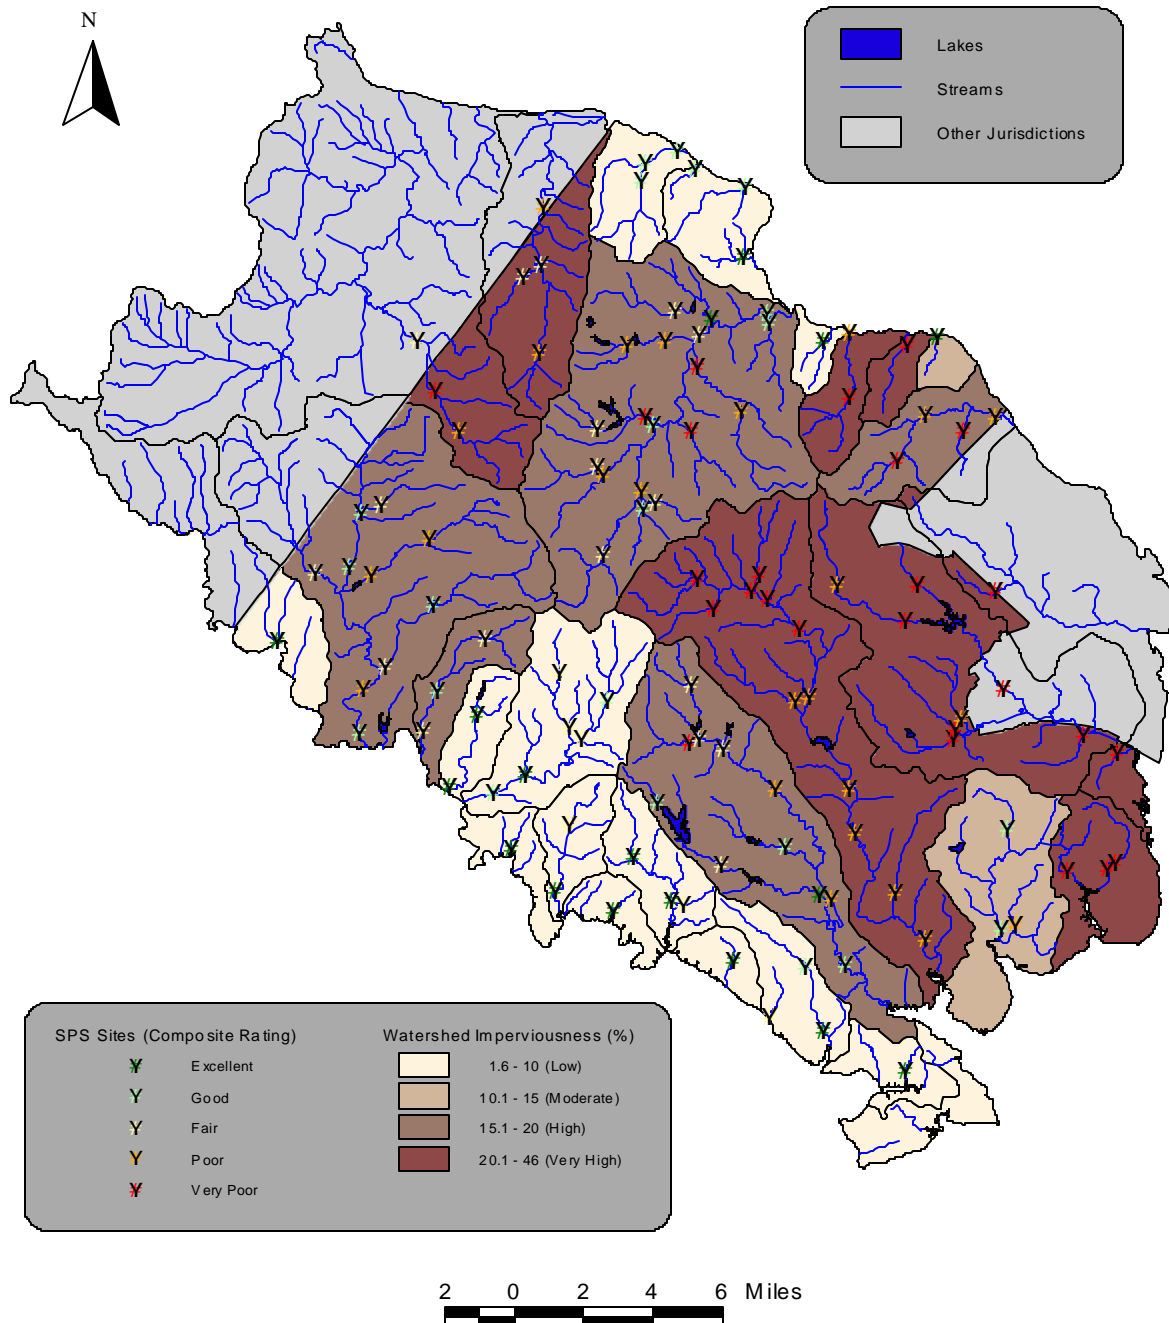 N
Lakes
Streams
Other Jurisdictions
SPS Sites (Composite Rating)
Excellent
Good
Fair
Poor
Very Poor
Watershed Imperviousness (%)
1.6 - 10 (Low)
10.1 - 15 (Moderate)
15.1 - 20 (High)
20.1 - 46 (Very High)
2 0 2 4 6 Miles